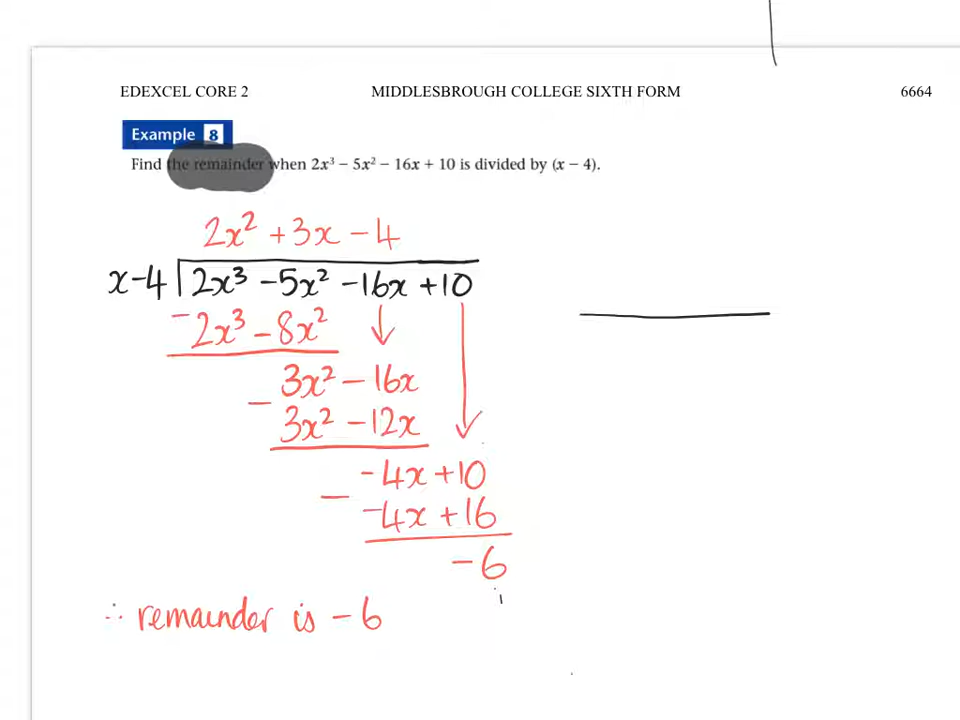 EDEXCEL CORE 2 MIDDLESBROUGH COLLEGE SIXTH FORM 6664
Example 8
Find the remainder when 2x³ − 5x² − 16x + 10 is divided by (x − 4).
2x² + 3x − 4
x − 4 2x³ − 5x² − 16x + 10
− 2x³ − 8x²
3x² − 16x
− 3x² − 12x
−4x + 10
− −4x + 16
−6
∴ remainder is −6